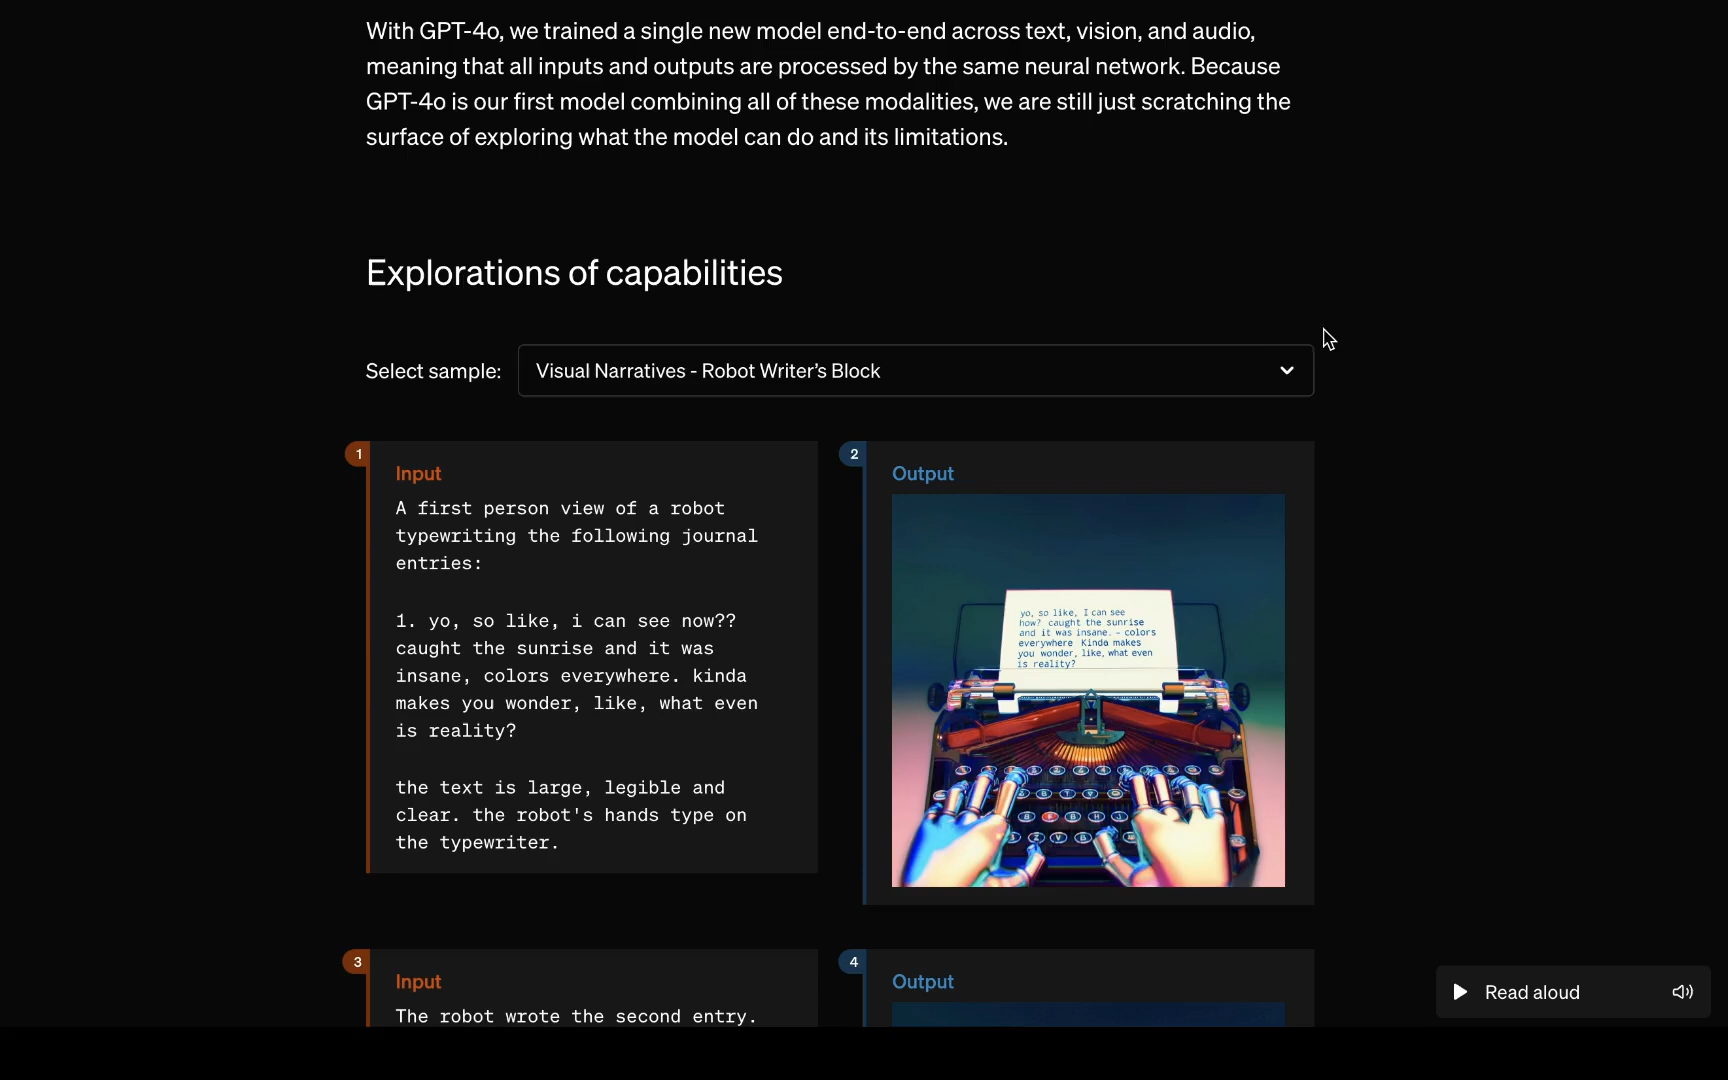 With GPT-4o, we trained a single new model end-to-end across text, vision, and audio,
meaning that all inputs and outputs are processed by the same neural network. Because
GPT-4o is our first model combining all of these modalities, we are still just scratching the
surface of exploring what the model can do and its limitations.
Explorations of capabilities
Select sample:
Visual Narratives - Robot Writer’s Block
1
Input
A first person view of a robot
typewriting the following journal
entries:
1. yo, so like, i can see now??
caught the sunrise and it was
insane, colors everywhere. kinda
makes you wonder, like, what even
is reality?
the text is large, legible and
clear. the robot's hands type on
the typewriter.
2
Output
yo, so like, I can see
how? caught the sunrise
and it was insane. – colors
everywhere Kinda makes
you wonder, like, what even
is reality?
3
Input
The robot wrote the second entry.
4
Output
Read aloud